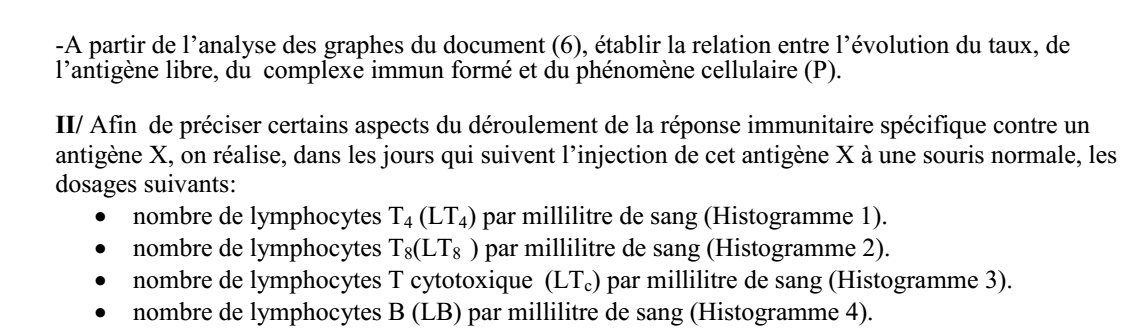 -A partir de l’analyse des graphes du document (6), établir la relation entre l’évolution du taux, de
l’antigène libre, du complexe immun formé et du phénomène cellulaire (P).
II/ Afin de préciser certains aspects du déroulement de la réponse immunitaire spécifique contre un
antigène X, on réalise, dans les jours qui suivent l’injection de cet antigène X à une souris normale, les
dosages suivants:
• nombre de lymphocytes T₄ (LT₄) par millilitre de sang (Histogramme 1).
• nombre de lymphocytes T₈(LT₈ ) par millilitre de sang (Histogramme 2).
• nombre de lymphocytes T cytotoxique (LTc) par millilitre de sang (Histogramme 3).
• nombre de lymphocytes B (LB) par millilitre de sang (Histogramme 4).